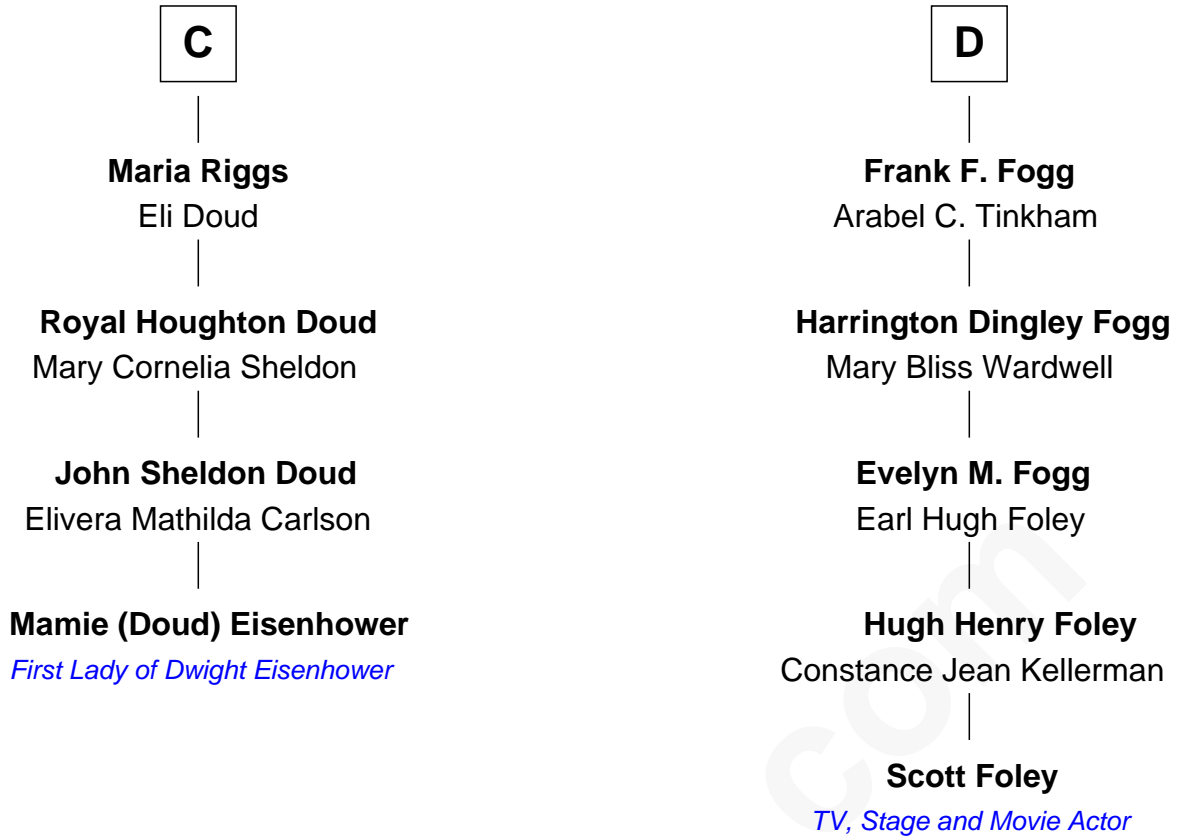 C
Maria Riggs
Eli Doud
Royal Houghton Doud
Mary Cornelia Sheldon
John Sheldon Doud
Elivera Mathilda Carlson
Mamie (Doud) Eisenhower
First Lady of Dwight Eisenhower
D
Frank F. Fogg
Arabel C. Tinkham
Harrington Dingley Fogg
Mary Bliss Wardwell
Evelyn M. Fogg
Earl Hugh Foley
Hugh Henry Foley
Constance Jean Kellerman
Scott Foley
TV, Stage and Movie Actor
com